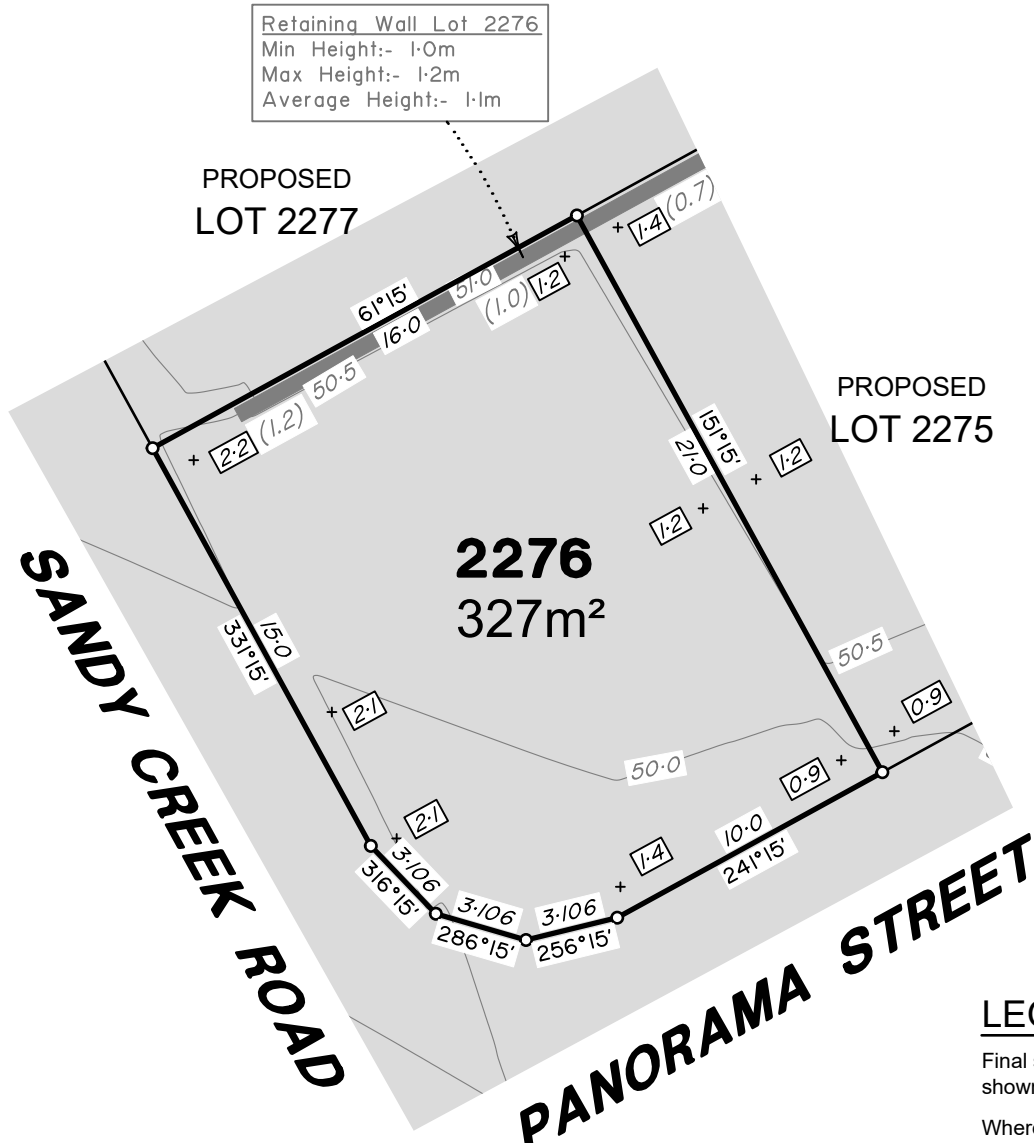 Retaining Wall Lot 2276
Min Height:- 1·0m
Max Height:- 1·2m
Average Height:- 1·1m
PROPOSED
LOT 2277
1·4
(0.7)
61°15'
51·0
1·2
(1.0)
16·0
50·5
(1.2)
2·2
PROPOSED
LOT 2275
151°15'
21·0
1·2
1·2
2276
327m²
SANDY CREEK ROAD
331°15'
15·0
50·5
2·1
0·9
50·0
0·9
2·1
10·0
241°15'
1·4
3·106
316°15'
3·106
286°15'
3·106
256°15'
PANORAMA STREET
Final
shown
Where